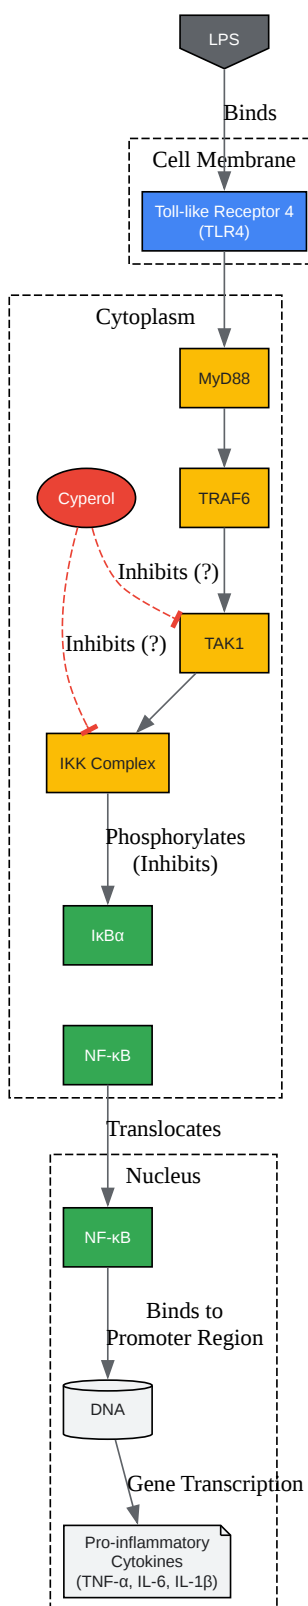 LPS
Binds
Cell Membrane
Toll-like Receptor 4
(TLR4)
Cytoplasm
MyD88
Cyperol
TRAF6
Inhibits (?)
Inhibits (?)
TAK1
IKK Complex
Phosphorylates
(Inhibits)
IκBα
NF-κB
Translocates
Nucleus
NF-κB
Binds to
Promoter Region
DNA
Gene Transcription
Pro-inflammatory
Cytokines
(TNF-α, IL-6, IL-1β)